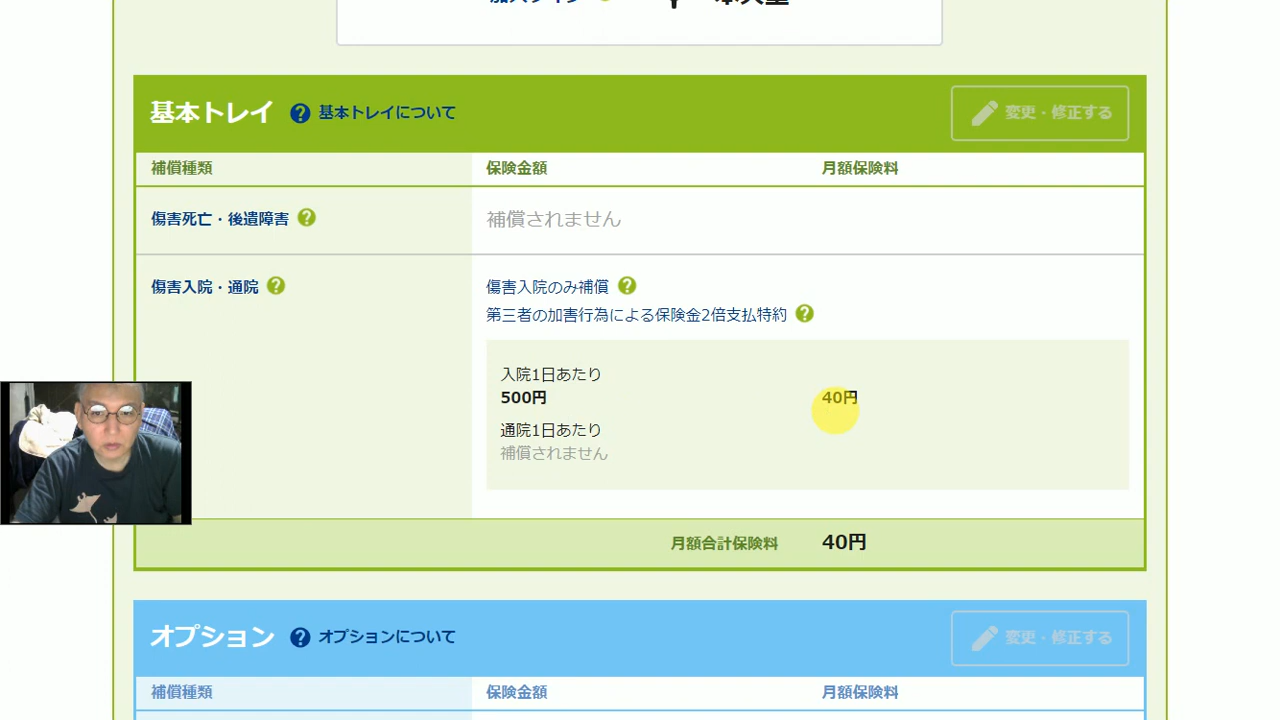 基本トレイ ? 基本トレイについて 変更・修正する
補償種類 保険金額 月額保険料
傷害死亡・後遺障害 ? 補償されません
傷害入院・通院 ? 傷害入院のみ補償 ?
第三者の加害行為による保険金2倍支払特約 ?
入院1日あたり
500円 40円
通院1日あたり
補償されません
月額合計保険料 40円
オプション ? オプションについて 変更・修正する
補償種類 保険金額 月額保険料